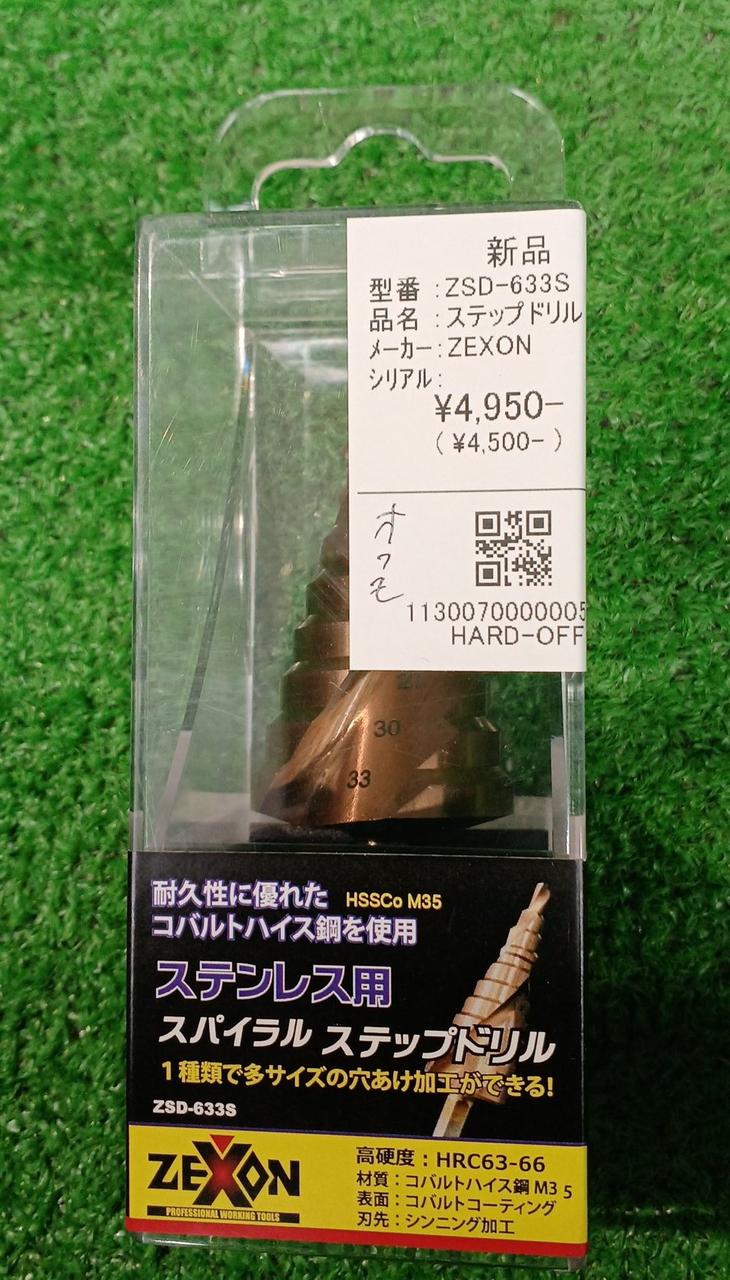 新品
型番 :ZSD-633S
品名 :ステップドリル
メーカー:ZEXON
シリアル:
¥4,950-
(¥4,500-)
1130070000005
HARD-OFF
30
33
耐久性に優れた HSSCo M35
コバルトハイス鋼を使用
ステンレス用
スパイラル ステップドリル
1種類で多サイズの穴あけ加工ができる!
ZSD-633S
ZEXON
PROFESSIONAL WORKING TOOLS
高硬度:HRC63-66
材質:コバルトハイス鋼 M35
表面:コバルトコーティング
刃先:シンニング加工